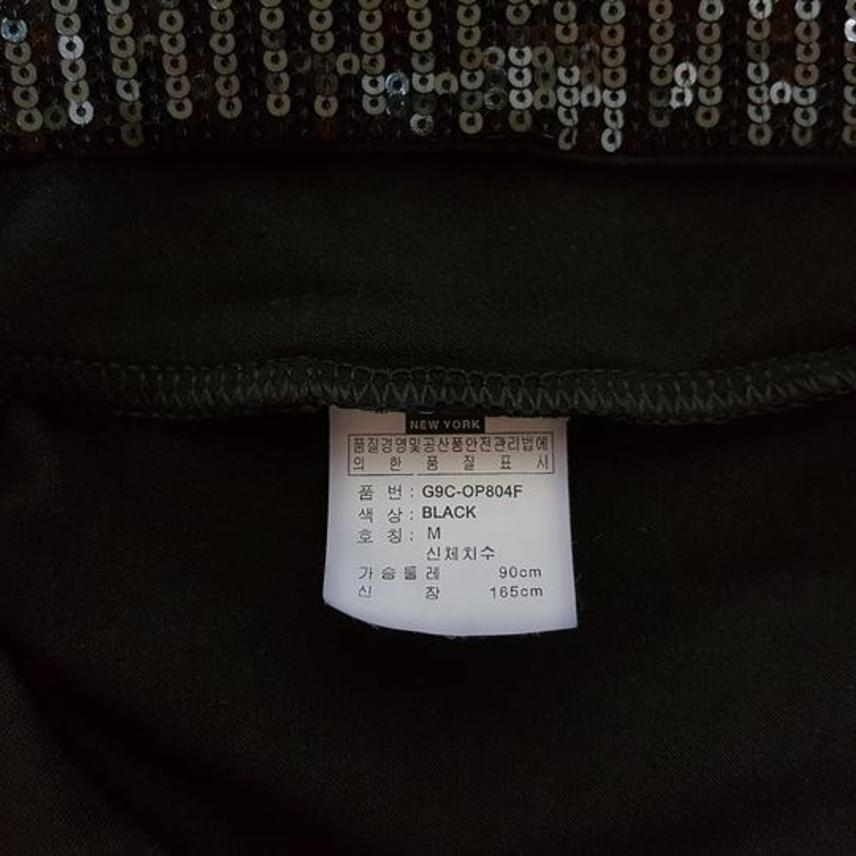 NEW YORK
품질경영및공산품안전관리법에
의 한 품 질 표 시
품 번 : G9C-OP804F
색 상 : BLACK
호 칭 : M
신체치수
가슴둘레 90cm
신 장 165cm